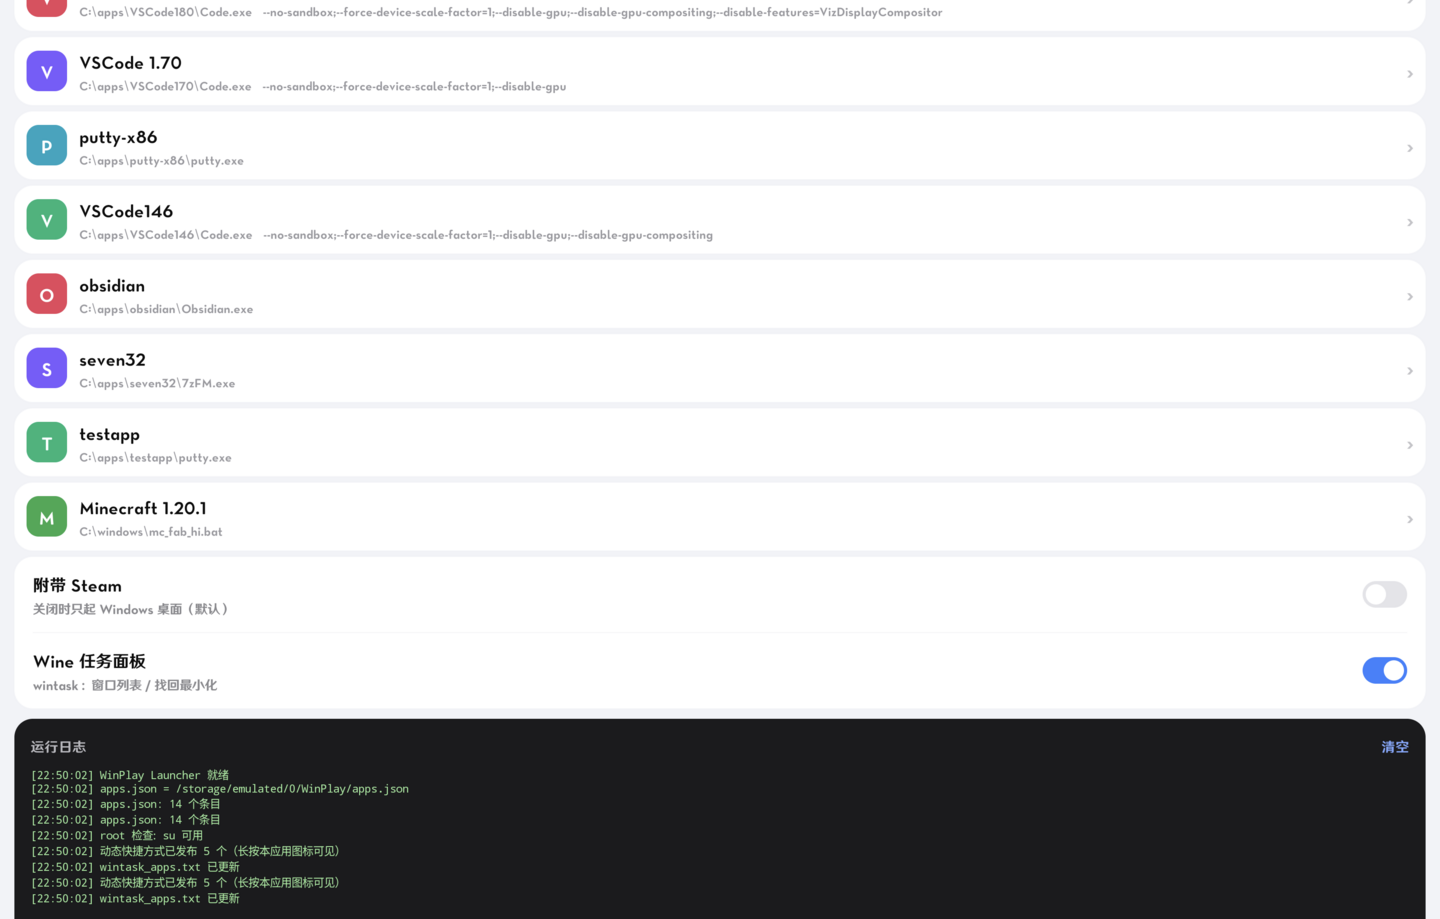 V
C:\apps\VSCode180\Code.exe --no-sandbox;--force-device-scale-factor=1;--disable-gpu;--disable-gpu-compositing;--disable-features=VizDisplayCompositor
V
VSCode 1.70
C:\apps\VSCode170\Code.exe --no-sandbox;--force-device-scale-factor=1;--disable-gpu
P
putty-x86
C:\apps\putty-x86\putty.exe
V
VSCode146
C:\apps\VSCode146\Code.exe --no-sandbox;--force-device-scale-factor=1;--disable-gpu;--disable-gpu-compositing
O
obsidian
C:\apps\obsidian\Obsidian.exe
S
seven32
C:\apps\seven32\7zFM.exe
T
testapp
C:\apps\testapp\putty.exe
M
Minecraft 1.20.1
C:\windows\mc_fab_hi.bat
附带 Steam
关闭时只起 Windows 桌面（默认）
Wine 任务面板
wintask：窗口列表 / 找回最小化
运行日志 清空
[22:50:02] WinPlay Launcher 就绪
[22:50:02] apps.json = /storage/emulated/0/WinPlay/apps.json
[22:50:02] apps.json: 14 个条目
[22:50:02] apps.json: 14 个条目
[22:50:02] root 检查: su 可用
[22:50:02] 动态快捷方式已发布 5 个（长按本应用图标可见）
[22:50:02] wintask_apps.txt 已更新
[22:50:02] 动态快捷方式已发布 5 个（长按本应用图标可见）
[22:50:02] wintask_apps.txt 已更新